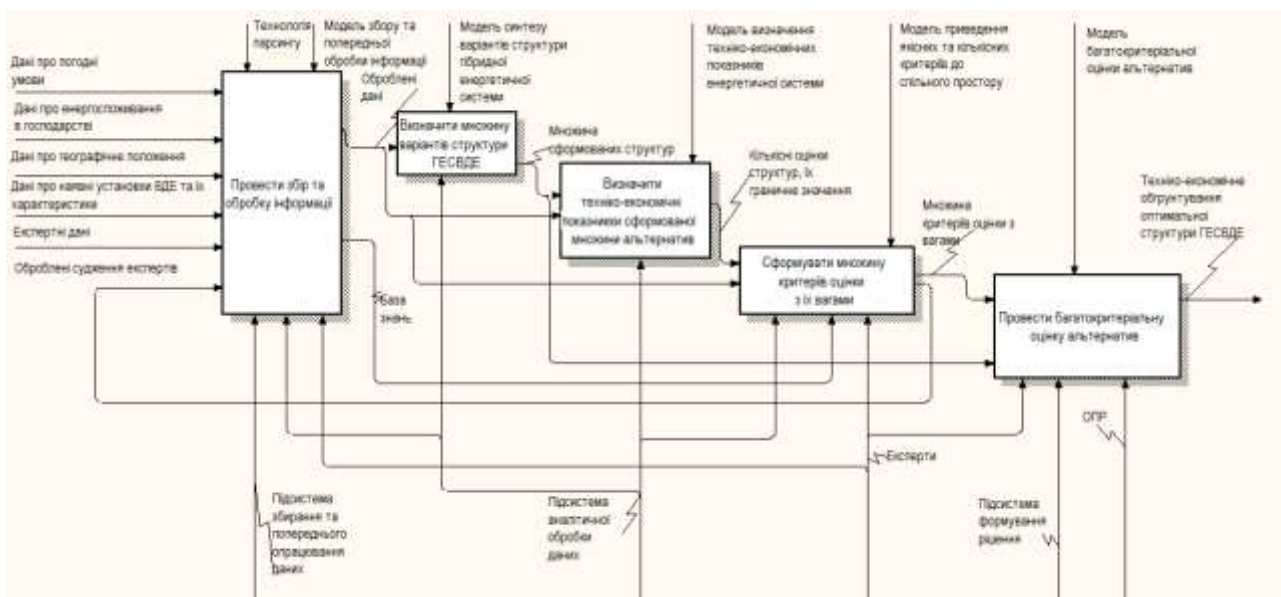 Технологія
парсингу
Модель збору та
попередньої
обробки інформації
Модель синтезу
варіантів структури
гібридної
енергетичної
системи
Модель визначення
техніко-економічних
показників
енергетичної системи
Модель приведення
якісних та кількісних
критеріїв до
спільного простору
Модель
багатокритеріальної
оцінки альтернатив
Дані про погодні
умови
Дані про енергоспоживання
в господарстві
Дані про географічне положення
Дані про наявні установки ВДЕ та їх
характеристики
Експертні дані
Оброблені судження експертів
Провести збір та
обробку інформації
Оброблені
дані
База
знань
Визначити множину
варіантів структури
ГЕСВДЕ
Множина
сформованих структур
Визначити
техніко-економічні
показники сформованої
множини альтернатив
Кількісні оцінки
структур, їх
граничне значення
Сформувати множину
критеріїв оцінки
з їх вагами
Множина
критеріїв оцінки з
вагами
Провести багатокритеріальну
оцінку альтернатив
Техніко-економічне
обґрунтування
оптимальної
структури ГЕСВДЕ
ОПР
Експерти
Підсистема
збирання та
попереднього
опрацювання
даних
Підсистема
аналітичної
обробки
даних
Підсистема
формування
рішення